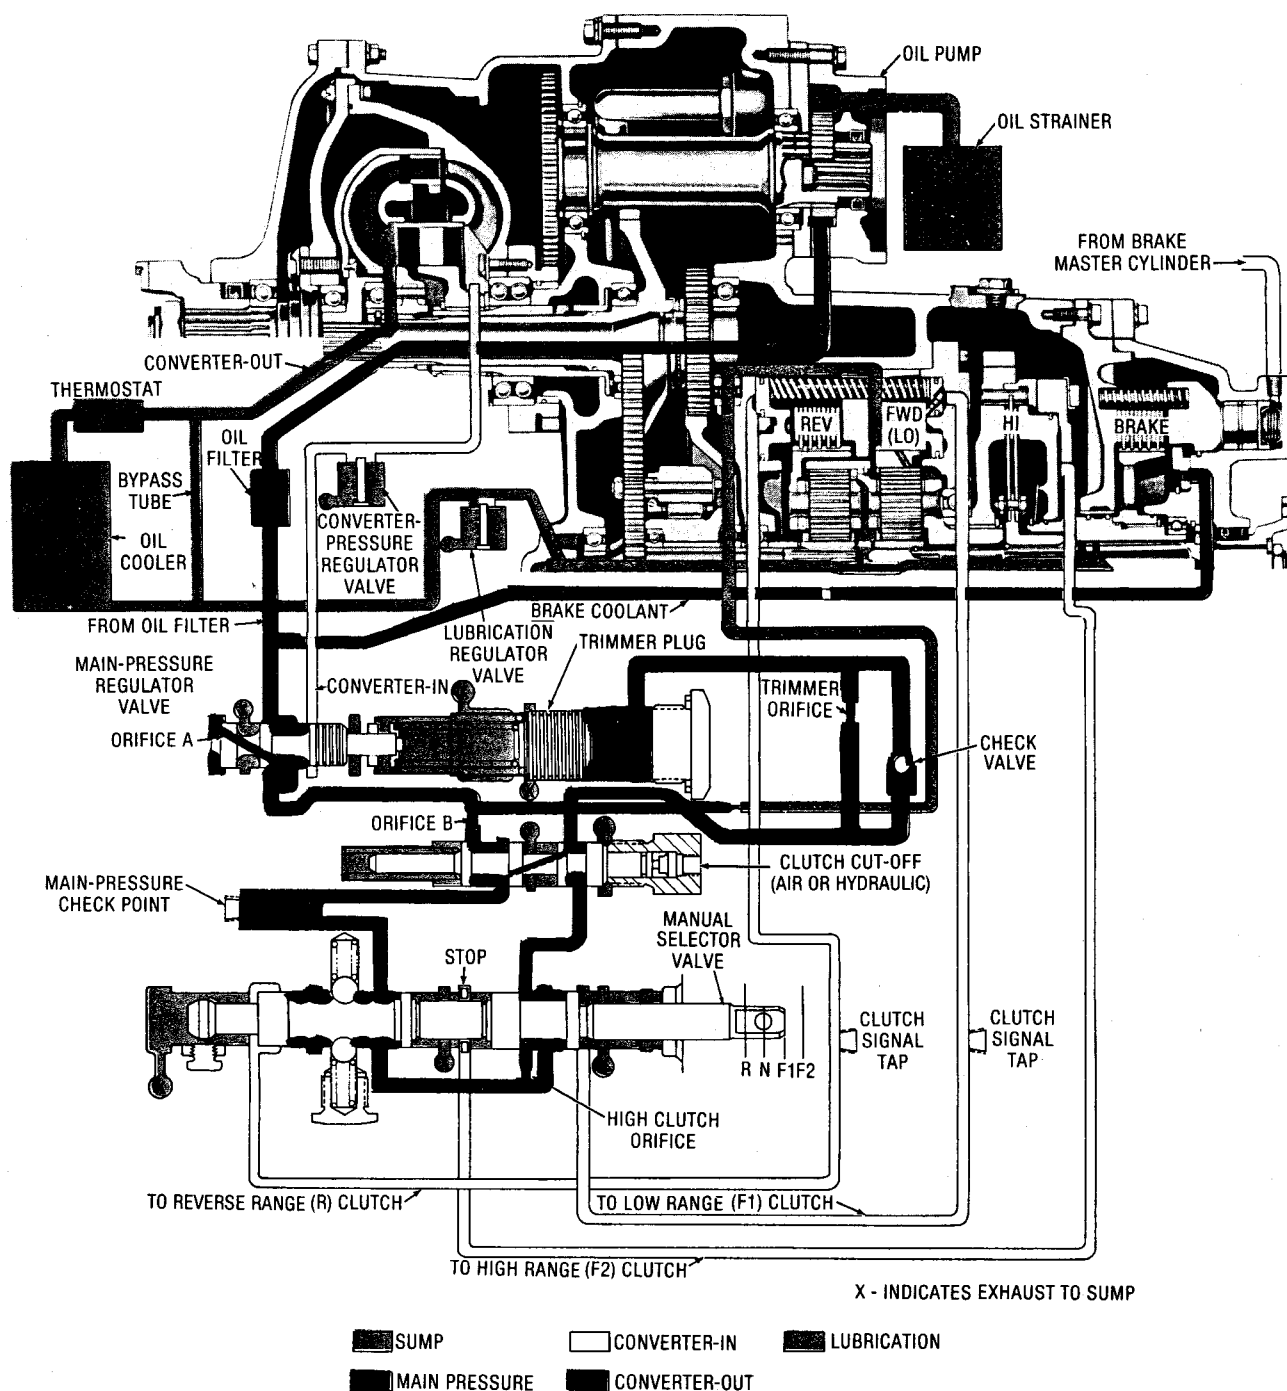 OIL PUMP
OIL STRAINER
FROM BRAKE
MASTER CYLINDER
CONVERTER-OUT
THERMOSTAT
OIL
FILTER
REV
FWD
(LO)
HI
BRAKE
BYPASS
TUBE
CONVERTER-
PRESSURE
REGULATOR
VALVE
OIL
COOLER
FROM OIL FILTER
BRAKE COOLANT
LUBRICATION
REGULATOR
VALVE
TRIMMER PLUG
MAIN-PRESSURE
REGULATOR
VALVE
CONVERTER-IN
TRIMMER
ORIFICE
ORIFICE A
CHECK
VALVE
ORIFICE B
CLUTCH CUT-OFF
(AIR OR HYDRAULIC)
MAIN-PRESSURE
CHECK POINT
MANUAL
SELECTOR
VALVE
STOP
CLUTCH
SIGNAL
TAP
CLUTCH
SIGNAL
TAP
R N F1F2
HIGH CLUTCH
ORIFICE
TO REVERSE RANGE (R) CLUTCH
TO LOW RANGE (F1) CLUTCH
TO HIGH RANGE (F2) CLUTCH
X - INDICATES EXHAUST TO SUMP
SUMP
CONVERTER-IN
LUBRICATION
MAIN PRESSURE
CONVERTER-OUT